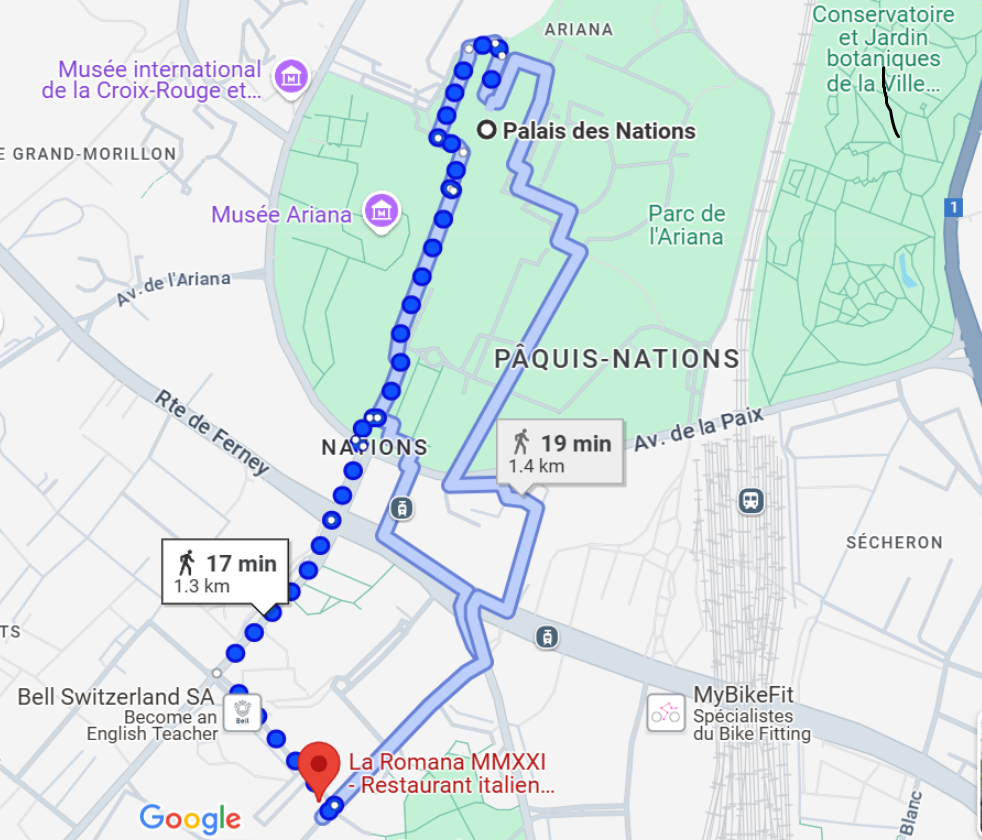 ARIANA
Conservatoire
et Jardin
botaniques
de la Ville...
Musée international
de la Croix-Rouge et...
Palais des Nations
E GRAND-MORILLON
Musée Ariana
Parc de
l'Ariana
1
Av. de l'Ariana
PÂQUIS-NATIONS
Rte de Ferney
NATIONS
19 min
1.4 km
Av. de la Paix
SÉCHERON
17 min
1.3 km
TS
Bell Switzerland SA
Become an
English Teacher
Bell
MyBikeFit
Spécialistes
du Bike Fitting
La Romana MMXXI
- Restaurant italien...
Google
Blanc